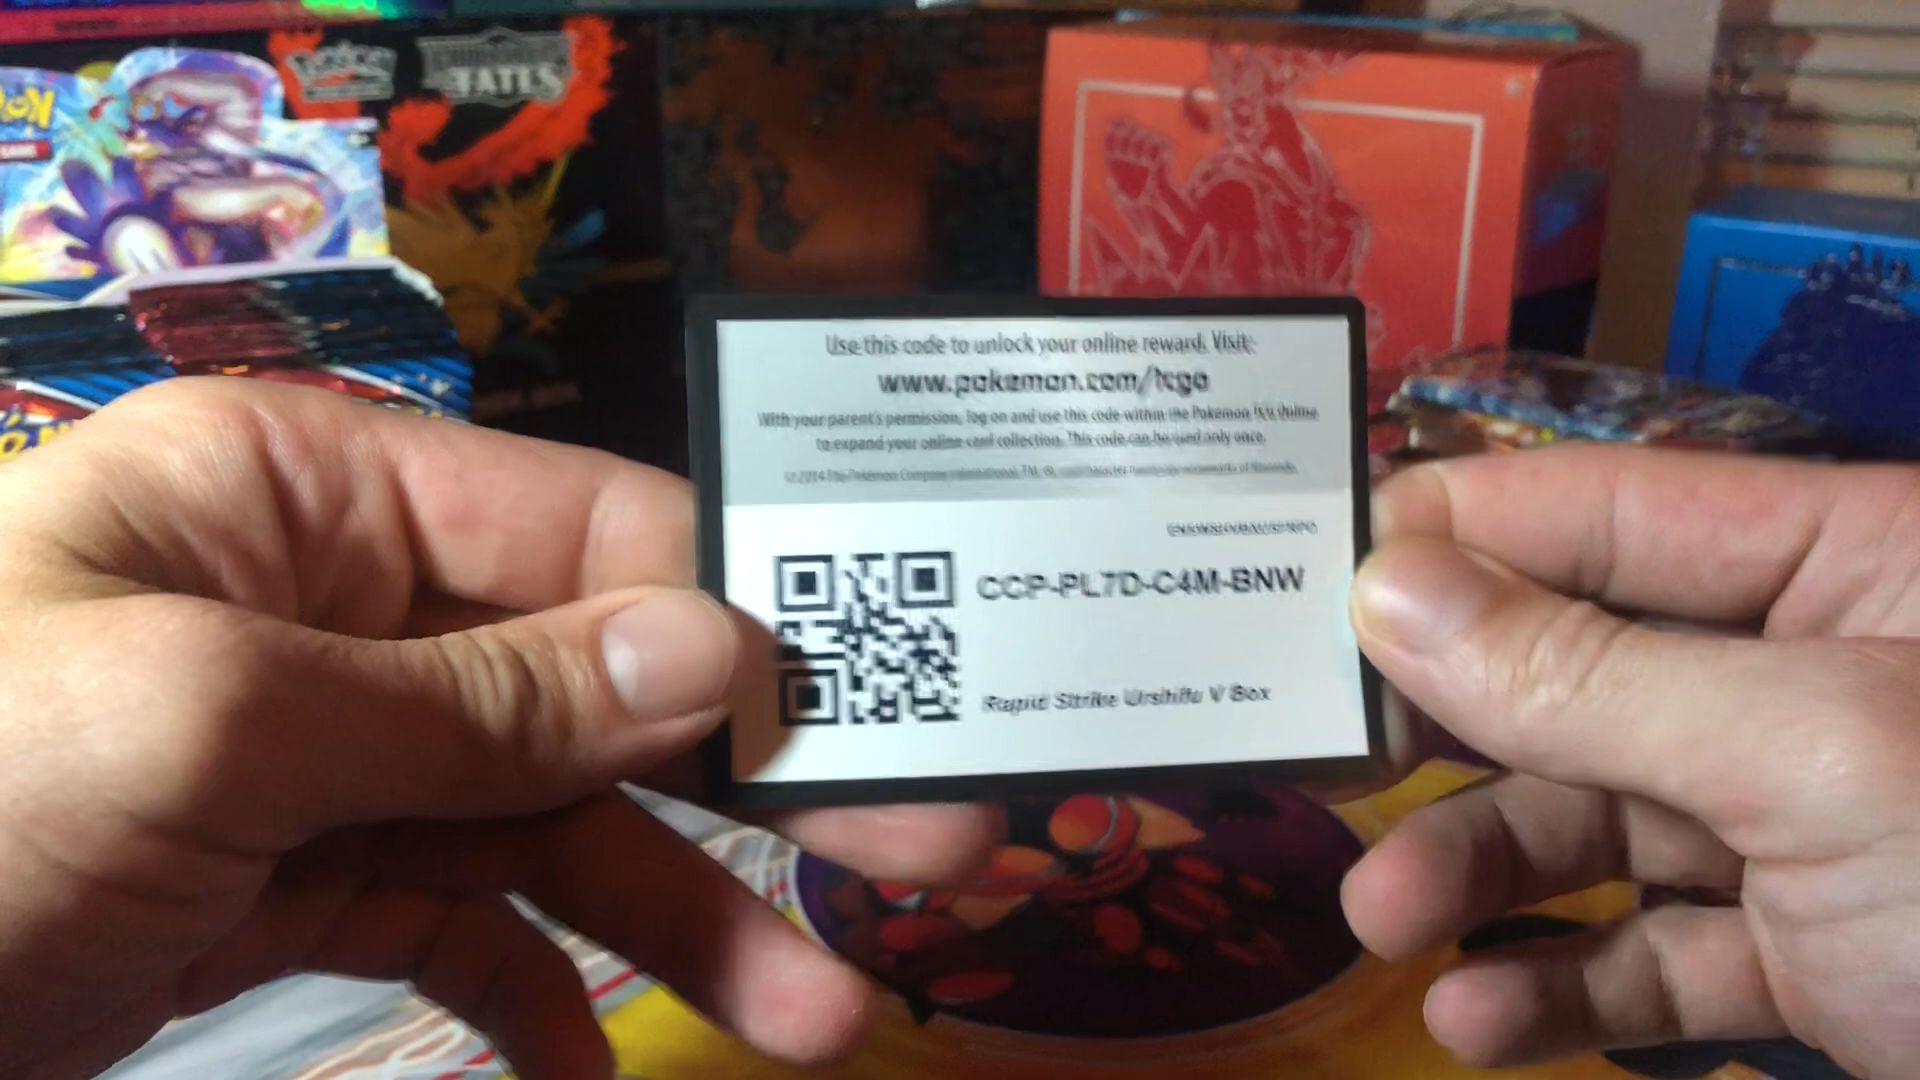 Pokémon
FATES
Use this code to unlock your online reward. Visit:
www.pokemon.com/tcgo
With your parent's permission, log on and use this code within the Pokémon TCG Online
to expand your online card collection. This code can be used only once.
CCP-PL7D-C4M-BNW
Rapid Strike Urshifu V Box